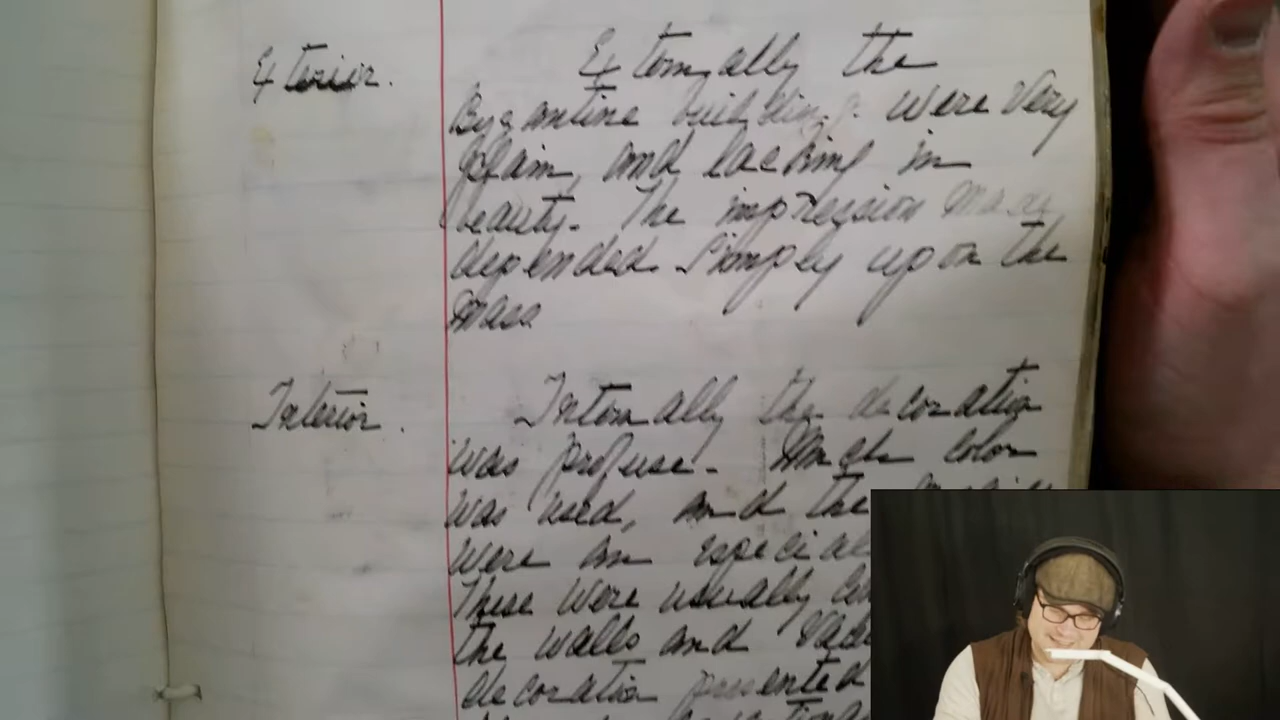 Exterior.
Externally the
Byzantine buildings were very
plain, and lacking in
beauty. The impression made
depended simply upon the
mass
Interior.
Internally the decoration
was profuse. Much color
was used, and the
were an especial
These were usually
the walls and
decoration presented